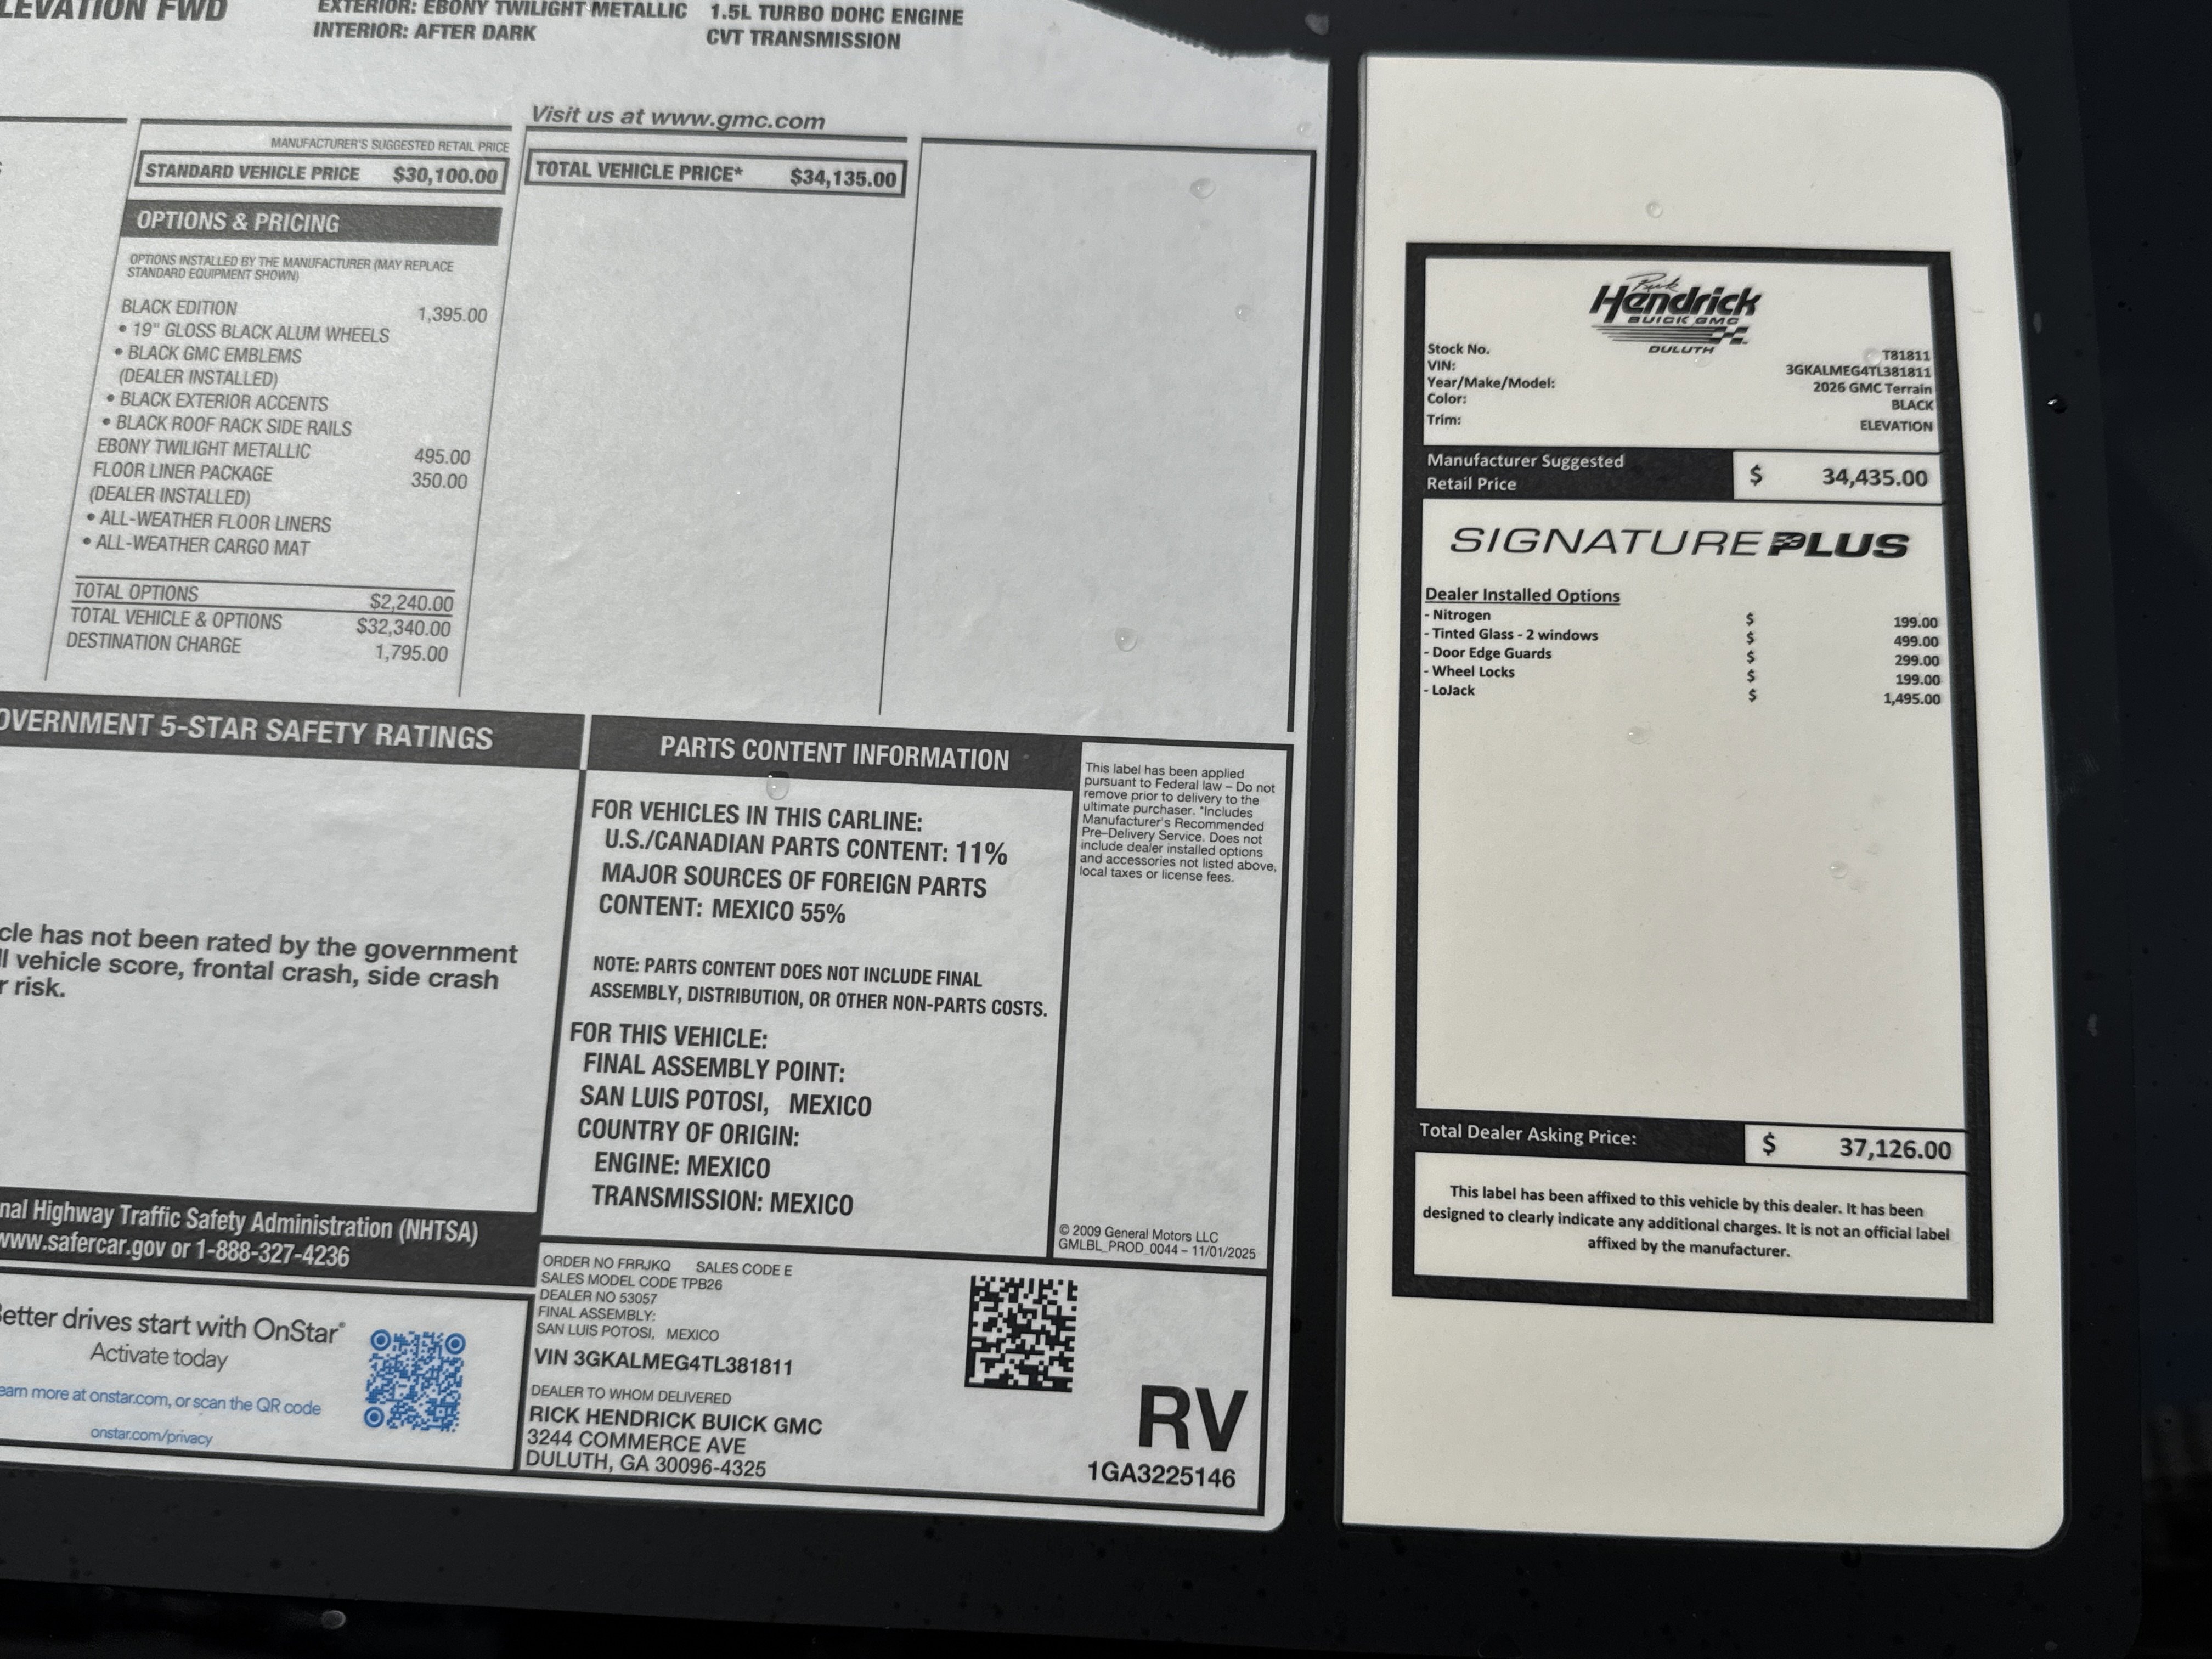 LEVATION FWD
EXTERIOR: EBONY TWILIGHT METALLIC
INTERIOR: AFTER DARK
1.5L TURBO DOHC ENGINE
CVT TRANSMISSION
Visit us at www.gmc.com
MANUFACTURER'S SUGGESTED RETAIL PRICE
STANDARD VEHICLE PRICE $30,100.00
TOTAL VEHICLE PRICE* $34,135.00
OPTIONS & PRICING
OPTIONS INSTALLED BY THE MANUFACTURER (MAY REPLACE
STANDARD EQUIPMENT SHOWN)
BLACK EDITION 1,395.00
• 19" GLOSS BLACK ALUM WHEELS
• BLACK GMC EMBLEMS
(DEALER INSTALLED)
• BLACK EXTERIOR ACCENTS
• BLACK ROOF RACK SIDE RAILS
EBONY TWILIGHT METALLIC 495.00
FLOOR LINER PACKAGE 350.00
(DEALER INSTALLED)
• ALL-WEATHER FLOOR LINERS
• ALL-WEATHER CARGO MAT
TOTAL OPTIONS $2,240.00
TOTAL VEHICLE & OPTIONS $32,340.00
DESTINATION CHARGE 1,795.00
OVERNMENT 5-STAR SAFETY RATINGS
cle has not been rated by the government
ll vehicle score, frontal crash, side crash
r risk.
nal Highway Traffic Safety Administration (NHTSA)
www.safercar.gov or 1-888-327-4236
Better drives start with OnStar®
Activate today
earn more at onstar.com, or scan the QR code
onstar.com/privacy
PARTS CONTENT INFORMATION
FOR VEHICLES IN THIS CARLINE:
U.S./CANADIAN PARTS CONTENT: 11%
MAJOR SOURCES OF FOREIGN PARTS
CONTENT: MEXICO 55%
NOTE: PARTS CONTENT DOES NOT INCLUDE FINAL
ASSEMBLY, DISTRIBUTION, OR OTHER NON-PARTS COSTS.
FOR THIS VEHICLE:
FINAL ASSEMBLY POINT:
SAN LUIS POTOSI, MEXICO
COUNTRY OF ORIGIN:
ENGINE: MEXICO
TRANSMISSION: MEXICO
This label has been applied
pursuant to Federal law – Do not
remove prior to delivery to the
ultimate purchaser. *Includes
Manufacturer's Recommended
Pre–Delivery Service. Does not
include dealer installed options
and accessories not listed above,
local taxes or license fees.
© 2009 General Motors LLC
GMLBL_PROD_0044 – 11/01/2025
ORDER NO FRRJKQ SALES CODE E
SALES MODEL CODE TPB26
DEALER NO 53057
FINAL ASSEMBLY:
SAN LUIS POTOSI, MEXICO
VIN 3GKALMEG4TL381811
DEALER TO WHOM DELIVERED
RICK HENDRICK BUICK GMC
3244 COMMERCE AVE
DULUTH, GA 30096-4325
RV
1GA3225146
Rick
Hendrick
BUICK GMC
DULUTH
Stock No. T81811
VIN: 3GKALMEG4TL381811
Year/Make/Model: 2026 GMC Terrain
Color: BLACK
Trim: ELEVATION
Manufacturer Suggested
Retail Price $ 34,435.00
SIGNATURE PLUS
Dealer Installed Options
- Nitrogen $ 199.00
- Tinted Glass - 2 windows $ 499.00
- Door Edge Guards $ 299.00
- Wheel Locks $ 199.00
- LoJack $ 1,495.00
Total Dealer Asking Price: $ 37,126.00
This label has been affixed to this vehicle by this dealer. It has been
designed to clearly indicate any additional charges. It is not an official label
affixed by the manufacturer.